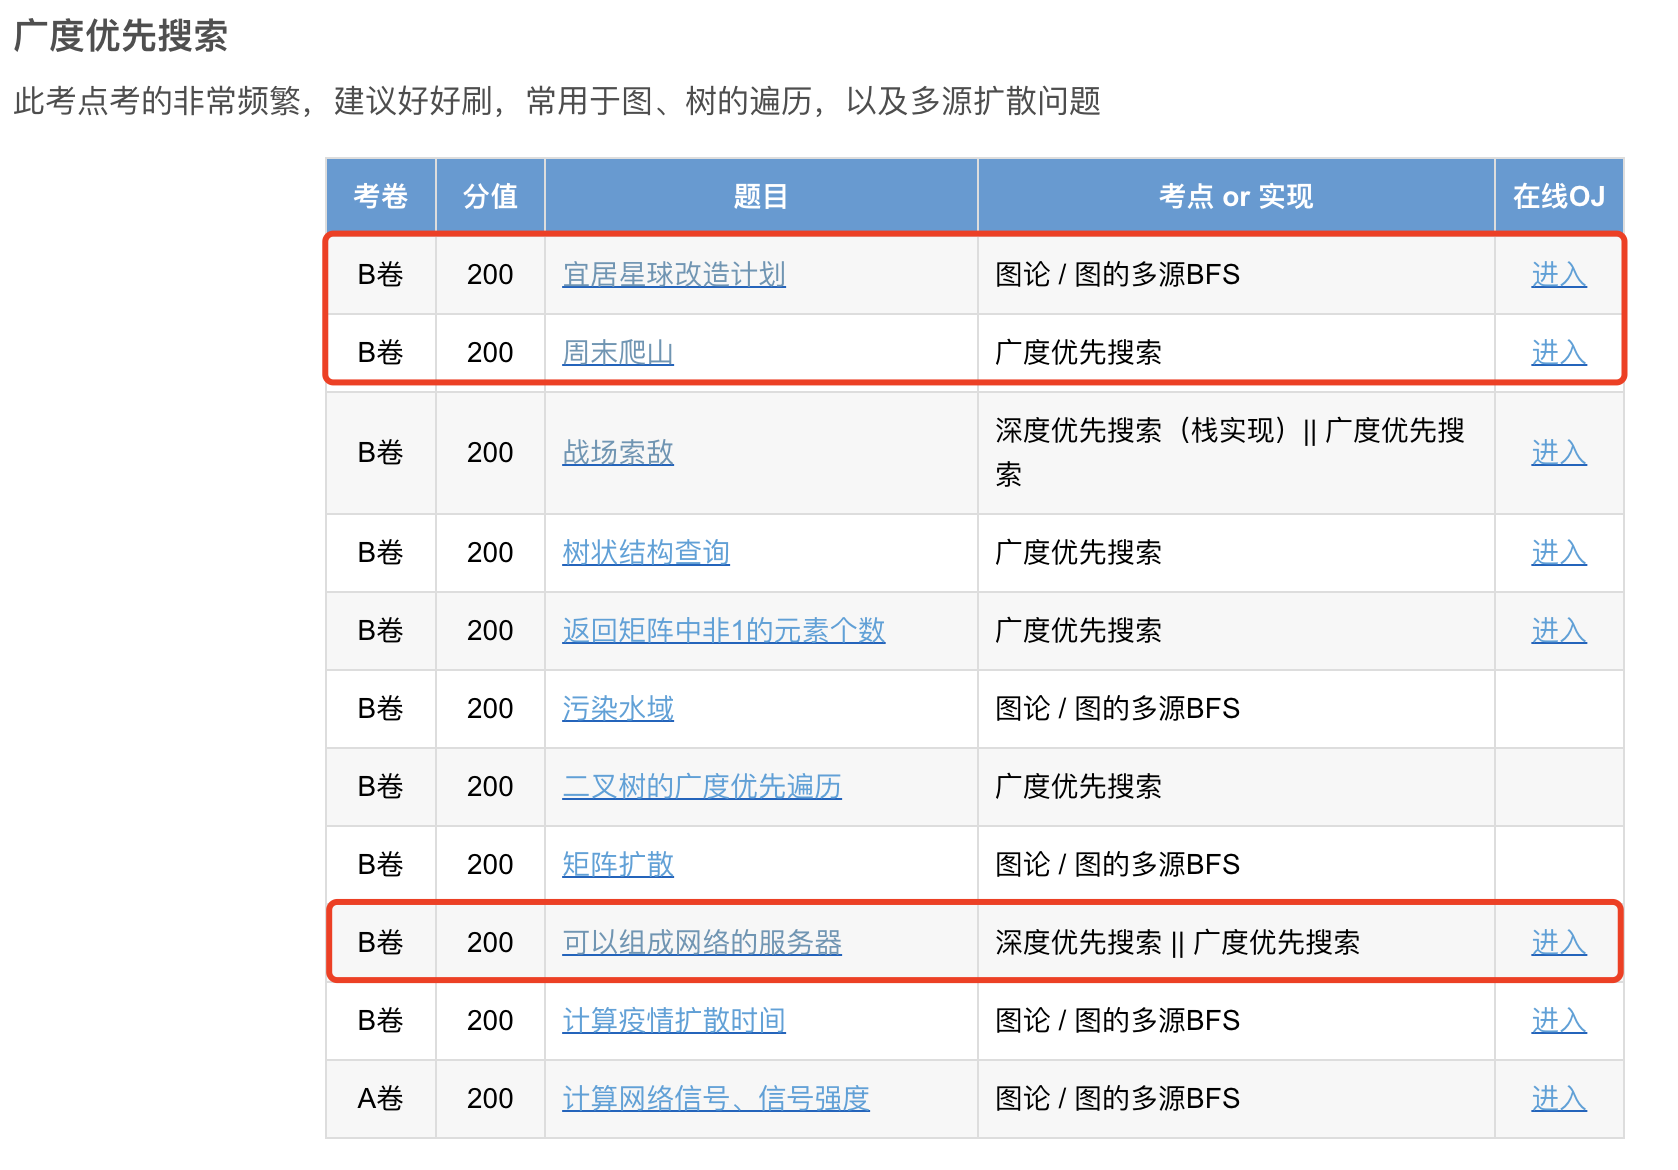 广度优先搜索
此考点考的非常频繁，建议好好刷，常用于图、树的遍历，以及多源扩散问题
考卷 分值 题目 考点 or 实现 在线OJ
B卷 200 宜居星球改造计划 图论 / 图的多源BFS 进入
B卷 200 周末爬山 广度优先搜索 进入
B卷 200 战场索敌 深度优先搜索（栈实现）|| 广度优先搜
索 进入
B卷 200 树状结构查询 广度优先搜索 进入
B卷 200 返回矩阵中非1的元素个数 广度优先搜索 进入
B卷 200 污染水域 图论 / 图的多源BFS
B卷 200 二叉树的广度优先遍历 广度优先搜索
B卷 200 矩阵扩散 图论 / 图的多源BFS
B卷 200 可以组成网络的服务器 深度优先搜索 || 广度优先搜索 进入
B卷 200 计算疫情扩散时间 图论 / 图的多源BFS 进入
A卷 200 计算网络信号、信号强度 图论 / 图的多源BFS 进入